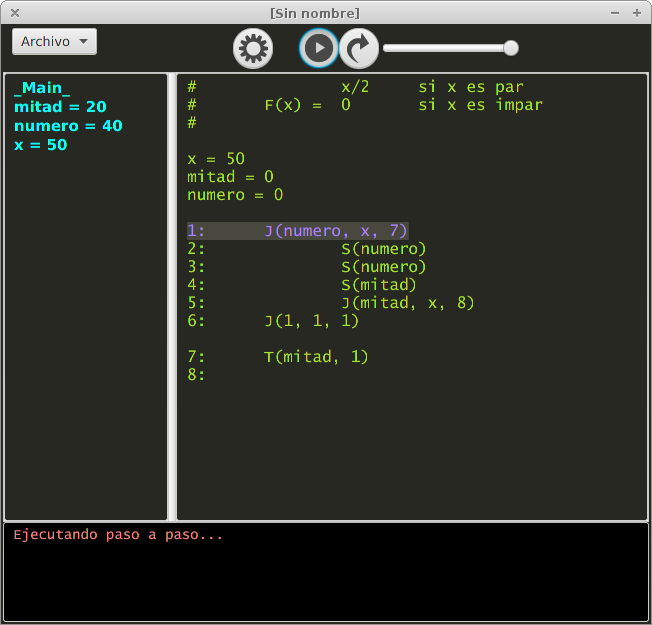 [Sin nombre]
Archivo
_Main_
mitad = 20
numero = 40
x = 50
# x/2 si x es par
# F(x) = 0 si x es impar
#
x = 50
mitad = 0
numero = 0
1: J(numero, x, 7)
2: S(numero)
3: S(numero)
4: S(mitad)
5: J(mitad, x, 8)
6: J(1, 1, 1)
7: T(mitad, 1)
8:
Ejecutando paso a paso...